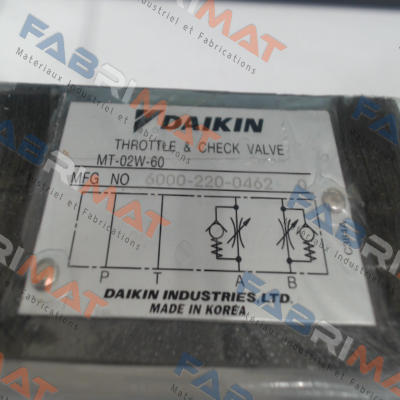 DAIKIN
THROTTLE & CHECK VALVE
MT-02W-60
MFG NO 6000-220-0462
P T A B
DAIKIN INDUSTRIES, LTD.
MADE IN KOREA
FABRIMAT
Materiaux Industriels et Fabrications